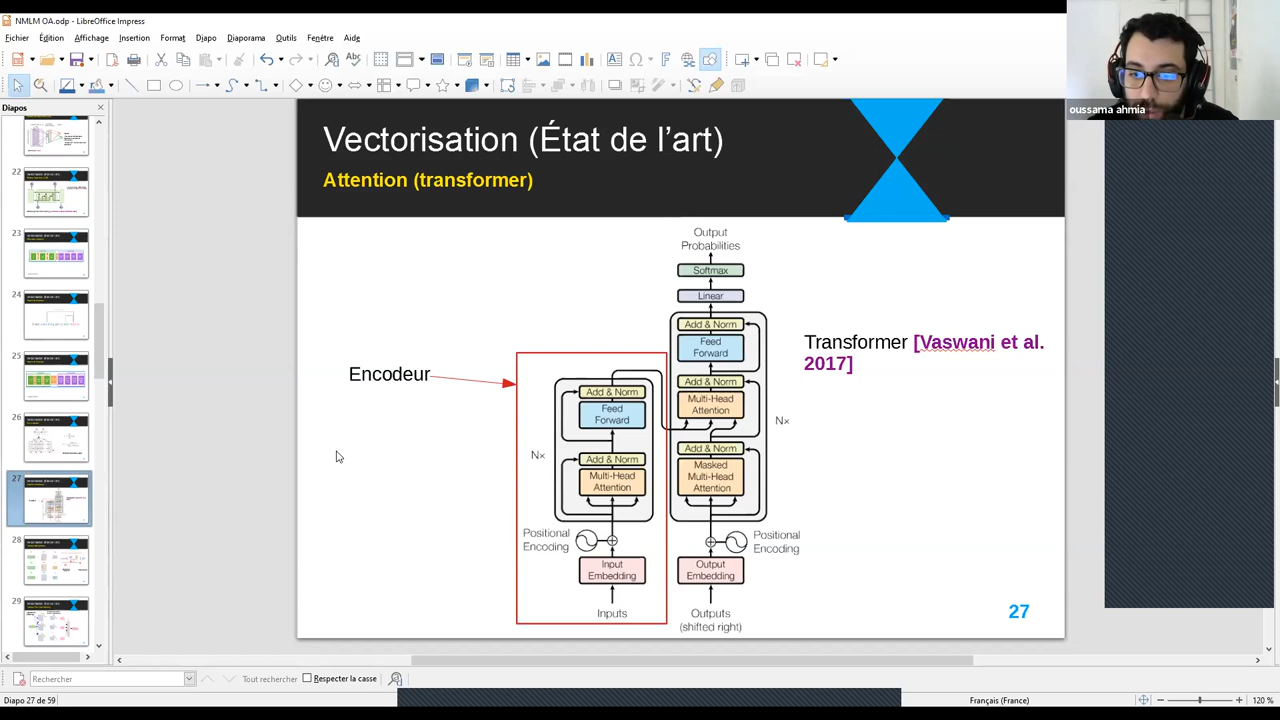 NMLM OA.odp - LibreOffice Impress
Fichier Édition Affichage Insertion Format Diapo Diaporama Outils Fenêtre Aide
oussama ahmia
Diapos
22
23
24
25
26
27
28
29
Vectorisation (État de l’art)
Attention (transformer)
Output
Probabilities
Softmax
Linear
Add & Norm
Feed
Forward
Add & Norm
Multi-Head
Attention
Add & Norm
Masked
Multi-Head
Attention
Nx
Positional
Encoding
Output
Embedding
Outputs
(shifted right)
Transformer [Vaswani et al.
2017]
Encodeur
Add & Norm
Feed
Forward
Nx
Add & Norm
Multi-Head
Attention
Positional
Encoding
Input
Embedding
Inputs
27
Rechercher
Tout rechercher
Respecter la casse
Diapo 27 de 59
Français (France)
120 %